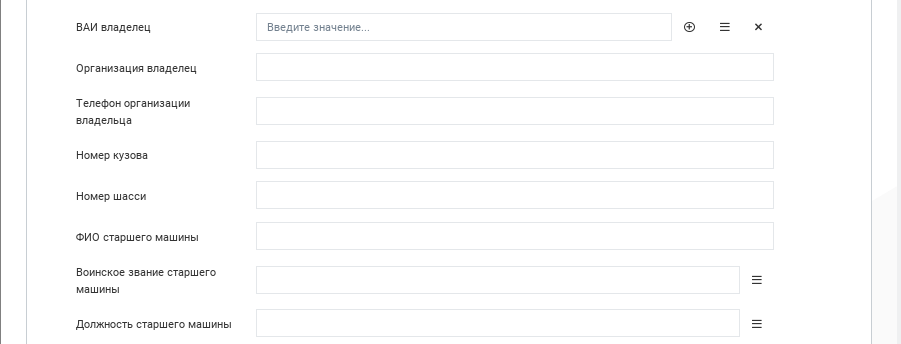 ВАИ владелец
Введите значение...
Организация владелец
Телефон организации
владельца
Номер кузова
Номер шасси
ФИО старшего машины
Воинское звание старшего
машины
Должность старшего машины